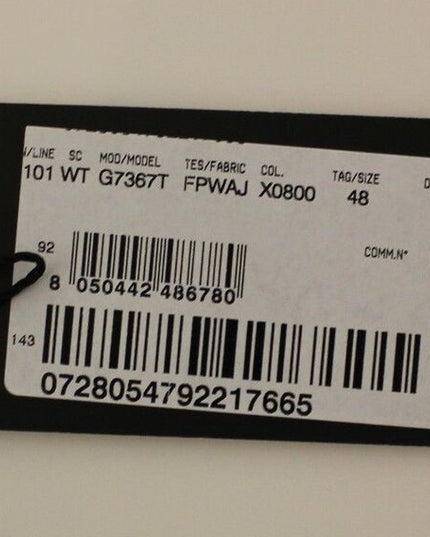 /LINE SC MOD/MODEL TES/FABRIC COL. TAG/SIZE
101 WT G7367T FPWAJ X0800 48
92 COMM.N°
8 050442 486780
143
0728054792217665